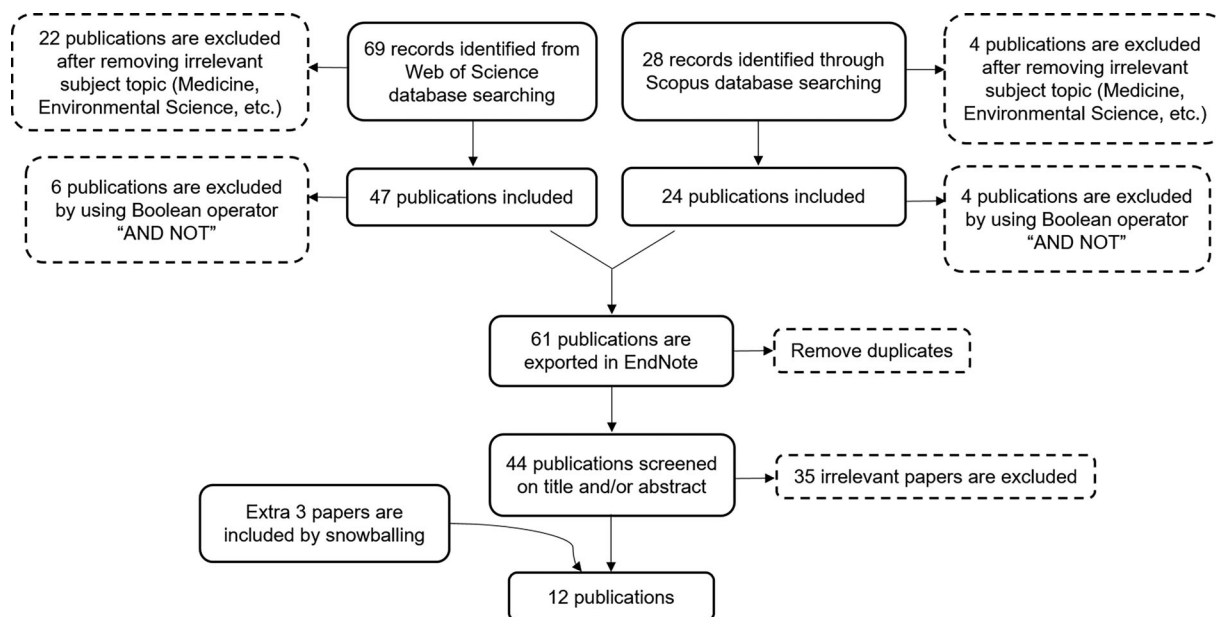 22 publications are excluded
after removing irrelevant
subject topic (Medicine,
Environmental Science, etc.)
69 records identified from
Web of Science
database searching
28 records identified through
Scopus database searching
4 publications are excluded
after removing irrelevant
subject topic (Medicine,
Environmental Science, etc.)
6 publications are excluded
by using Boolean operator
“AND NOT”
47 publications included
24 publications included
4 publications are excluded
by using Boolean operator
“AND NOT”
61 publications are
exported in EndNote
Remove duplicates
44 publications screened
on title and/or abstract
35 irrelevant papers are excluded
Extra 3 papers are
included by snowballing
12 publications